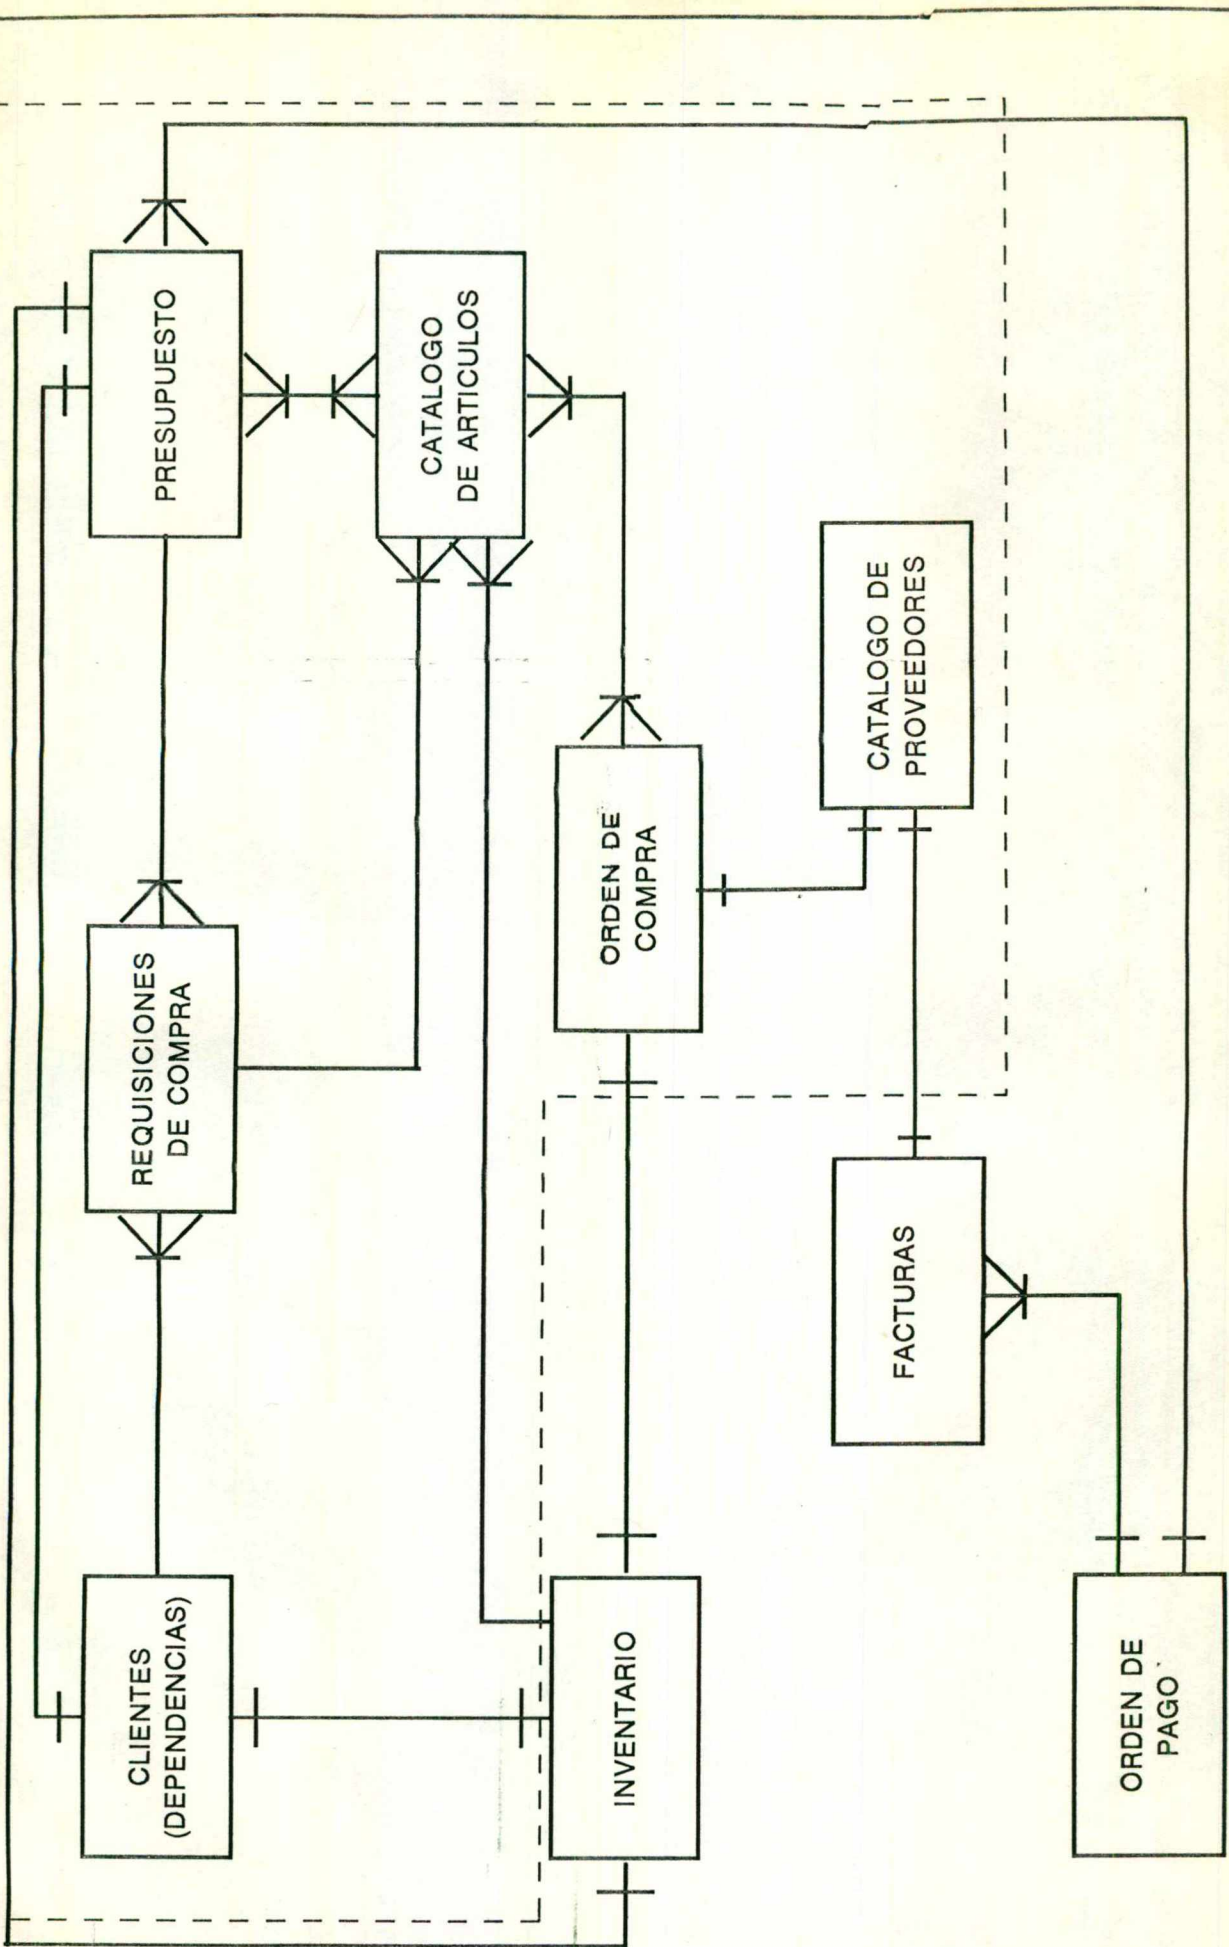 CLIENTES
(DEPENDENCIAS)
REQUISICIONES
DE COMPRA
PRESUPUESTO
CATALOGO
DE ARTICULOS
INVENTARIO
ORDEN DE
COMPRA
FACTURAS
CATALOGO DE
PROVEEDORES
ORDEN DE
PAGO